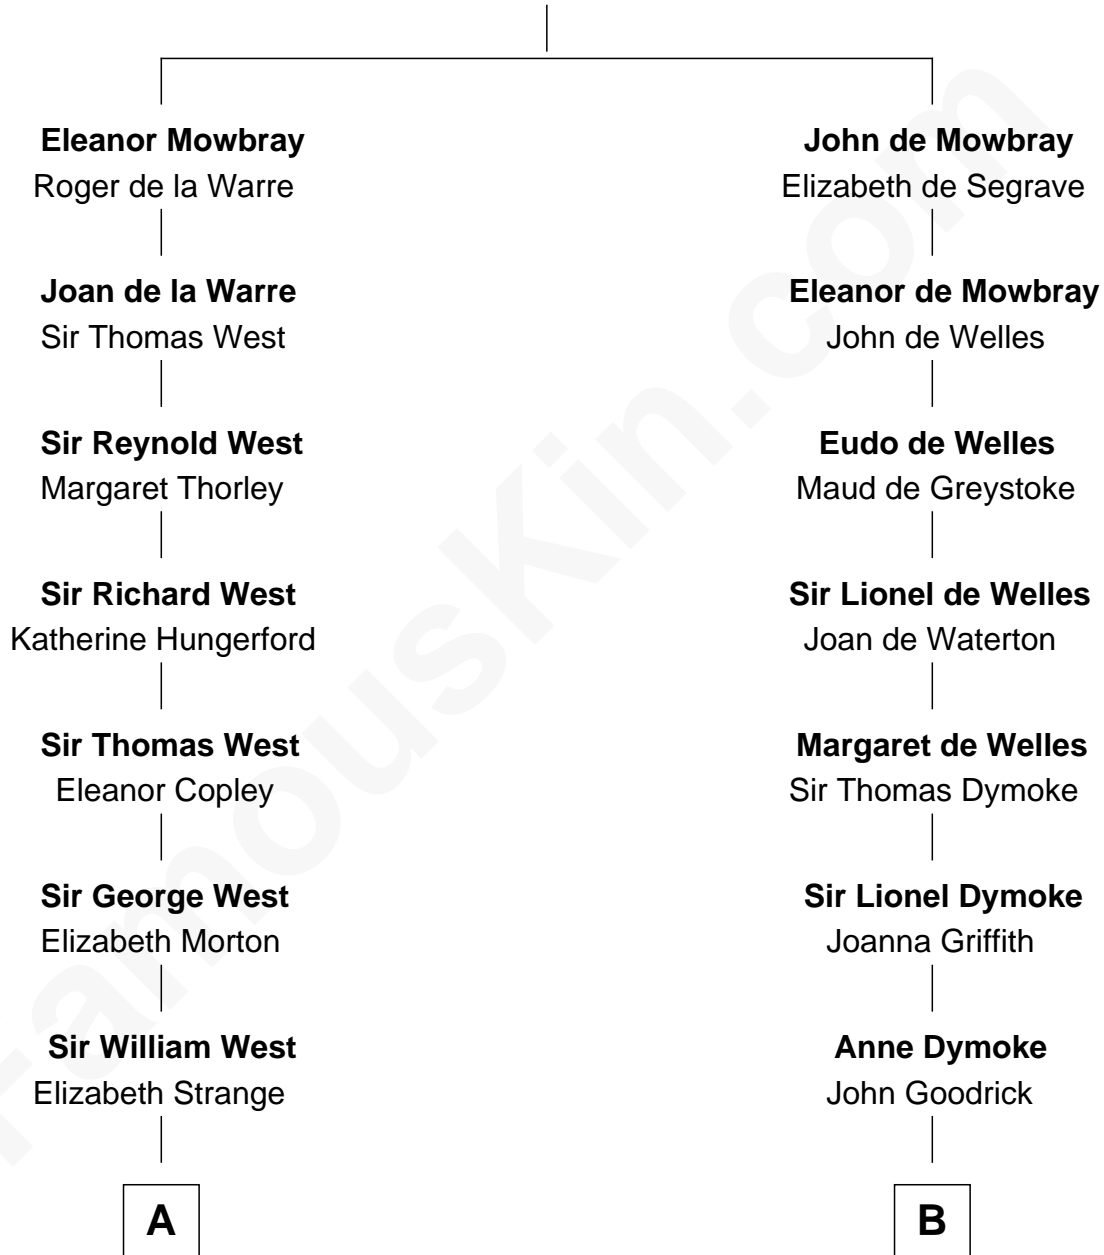 Eleanor Mowbray
Roger de la Warre
John de Mowbray
Elizabeth de Segrave
Joan de la Warre
Sir Thomas West
Eleanor de Mowbray
John de Welles
Sir Reynold West
Margaret Thorley
Eudo de Welles
Maud de Greystoke
Sir Richard West
Katherine Hungerford
Sir Lionel de Welles
Joan de Waterton
Sir Thomas West
Eleanor Copley
Margaret de Welles
Sir Thomas Dymoke
Sir George West
Elizabeth Morton
Sir Lionel Dymoke
Joanna Griffith
Sir William West
Elizabeth Strange
Anne Dymoke
John Goodrick
A
B
FamousKin.com